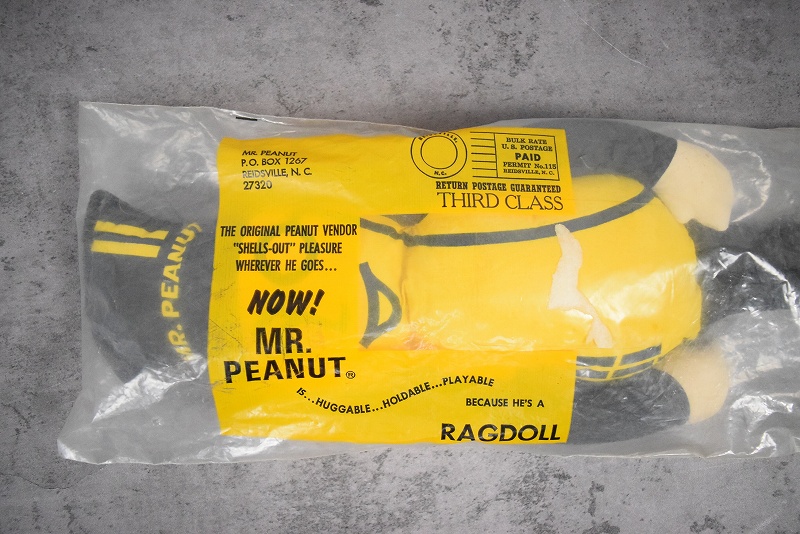 MR. PEANUT
P.O. BOX 1267
REIDSVILLE, N. C.
27320
REIDSVILLE,
N.C.
BULK RATE
U. S. POSTAGE
PAID
PERMIT No. 115
REIDSVILLE, N. C.
RETURN POSTAGE GUARANTEED
THIRD CLASS
THE ORIGINAL PEANUT VENDOR
"SHELLS-OUT" PLEASURE
WHEREVER HE GOES...
NOW!
MR.
PEANUT®
IS...HUGGABLE...HOLDABLE...PLAYABLE
BECAUSE HE'S A
RAGDOLL
MR. PEANUT